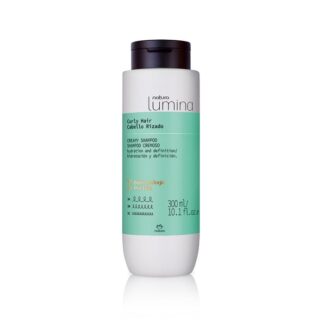 natura
lumina
Curly Hair
Cabello Rizado
CREAMY SHAMPOO
SHAMPOO CREMOSO
hydration and definition/
hidratación y definición.
300 ml/
10.1 fl.oz
natura